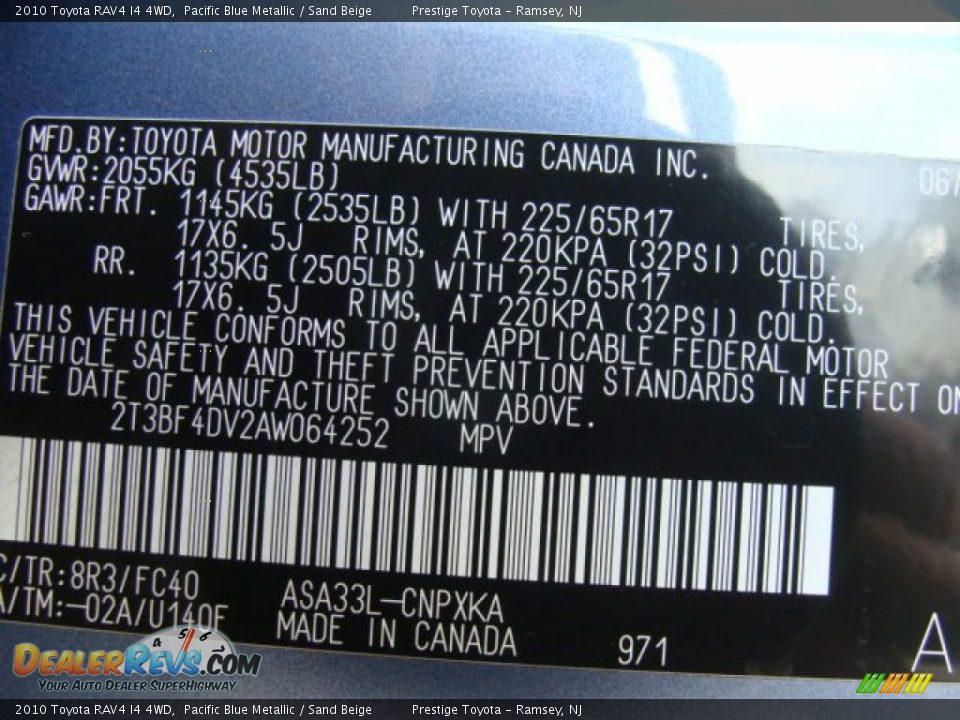 2010 Toyota RAV4 I4 4WD, Pacific Blue Metallic / Sand Beige Prestige Toyota – Ramsey, NJ
MFD.BY:TOYOTA MOTOR MANUFACTURING CANADA INC.
GVWR:2055KG (4535LB) 06/
GAWR:FRT. 1145KG (2535LB) WITH 225/65R17 TIRES,
17X6. 5J RIMS, AT 220KPA (32PSI) COLD.
RR. 1135KG (2505LB) WITH 225/65R17 TIRES,
17X6. 5J RIMS, AT 220KPA (32PSI) COLD.
THIS VEHICLE CONFORMS TO ALL APPLICABLE FEDERAL MOTOR
VEHICLE SAFETY AND THEFT PREVENTION STANDARDS IN EFFECT ON
THE DATE OF MANUFACTURE SHOWN ABOVE.
2T3BF4DV2AW064252 MPV
C/TR:8R3/FC40 ASA33L-CNPXKA
A/TM:-02A/U140F MADE IN CANADA 971 A
4 5 6
DEALERREVS.COM
YOUR AUTO DEALER SUPERHIGHWAY
2010 Toyota RAV4 I4 4WD, Pacific Blue Metallic / Sand Beige Prestige Toyota – Ramsey, NJ